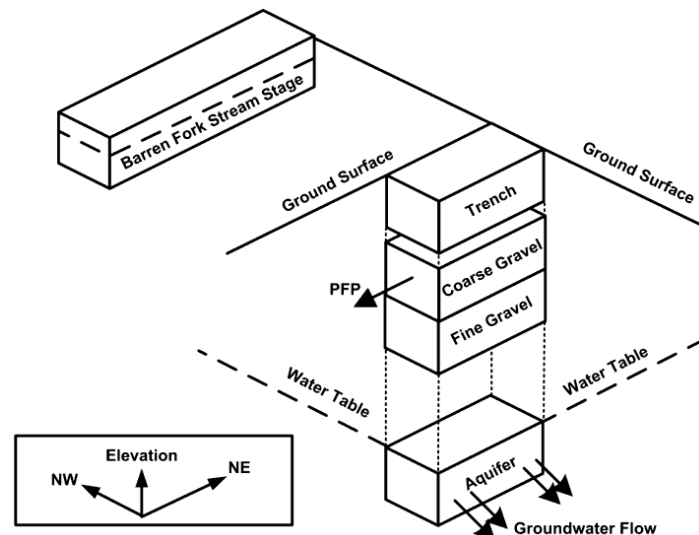 Barren Fork Stream Stage
Ground Surface
Ground Surface
Trench
Coarse Gravel
PFP
Fine Gravel
Water Table
Water Table
Aquifer
Groundwater Flow
Elevation
NW
NE